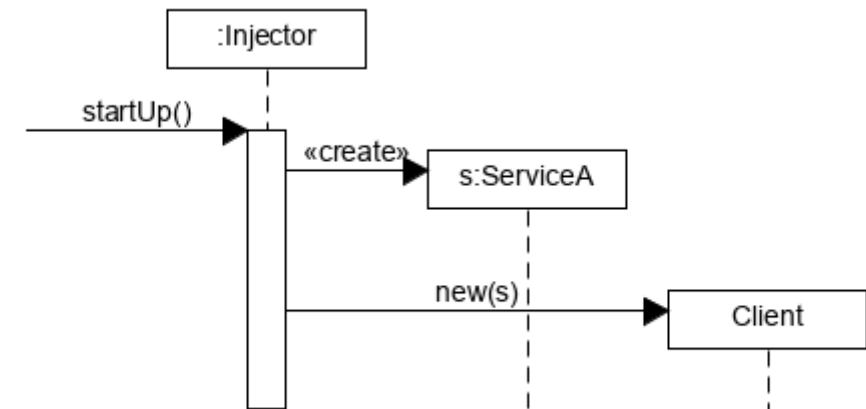 :Injector
startUp()
«create»
s:ServiceA
new(s)
Client